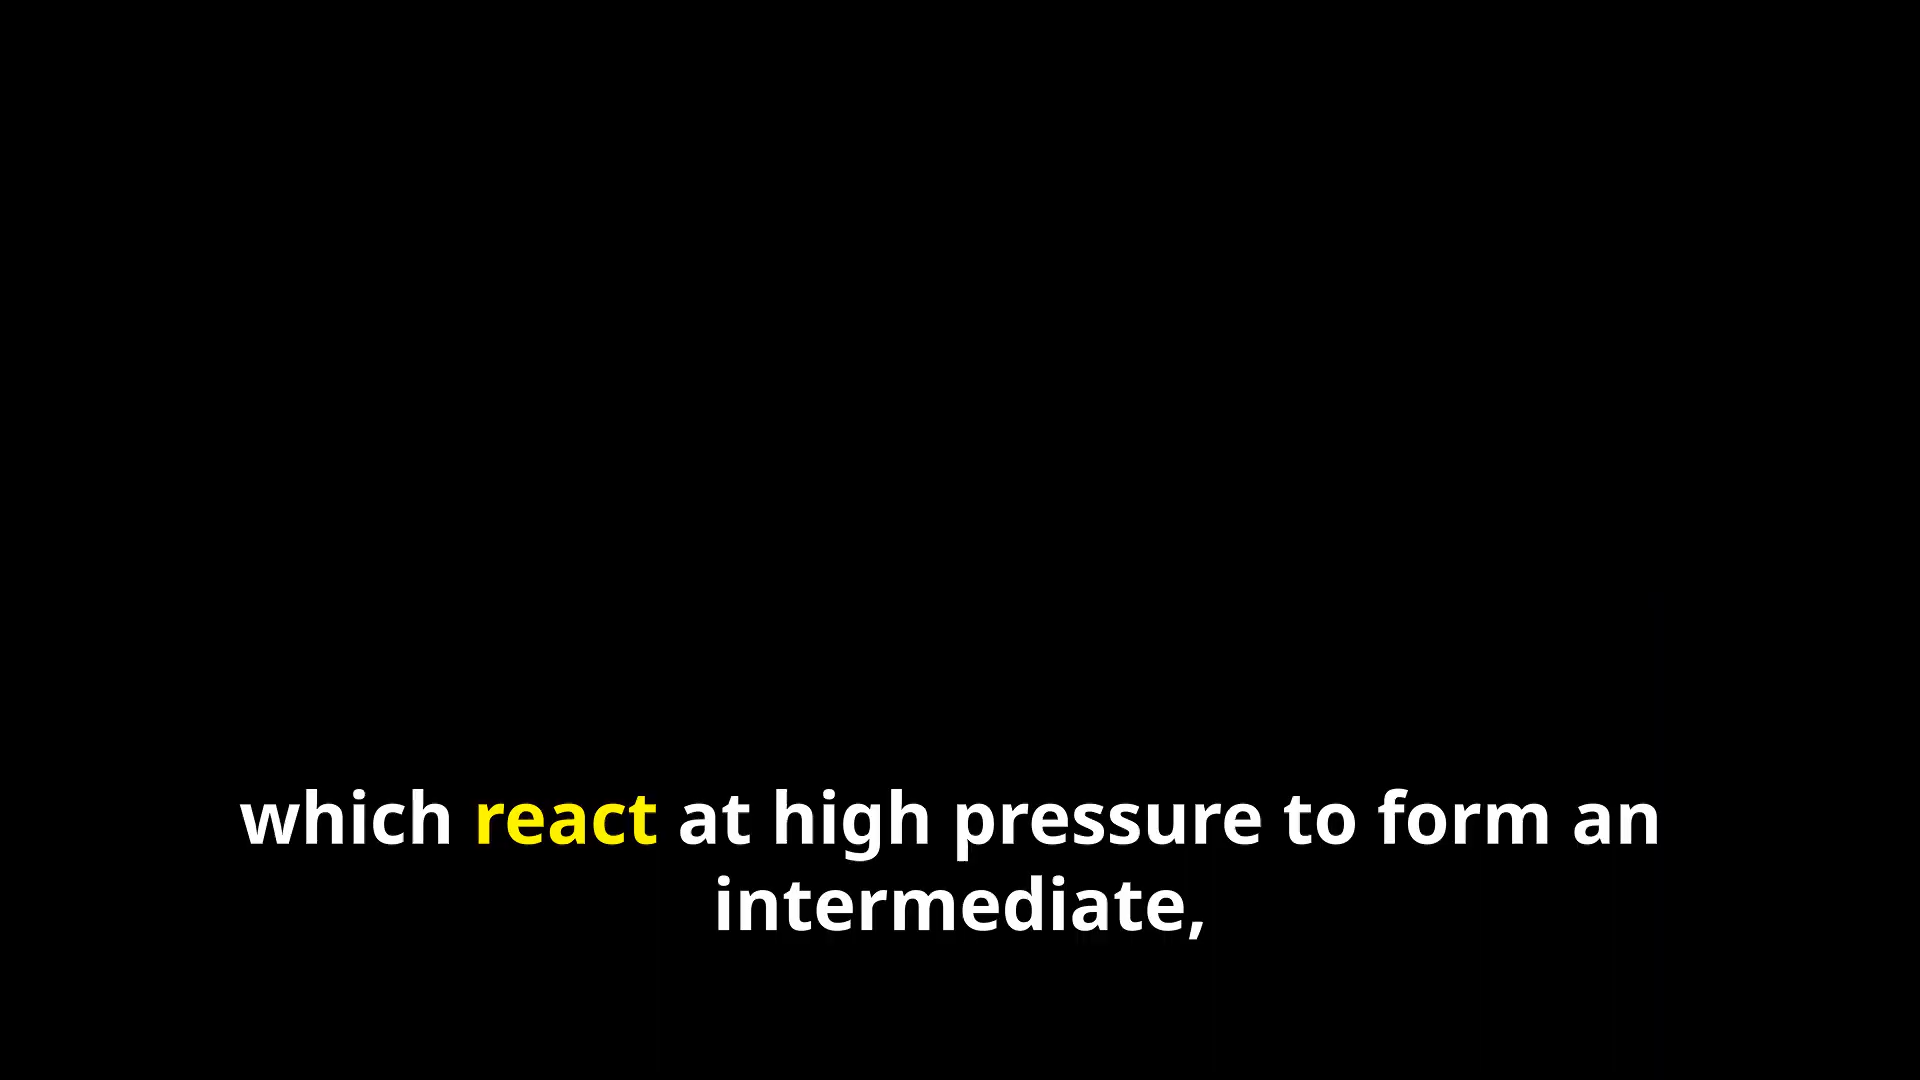 which react at high pressure to form an
intermediate,